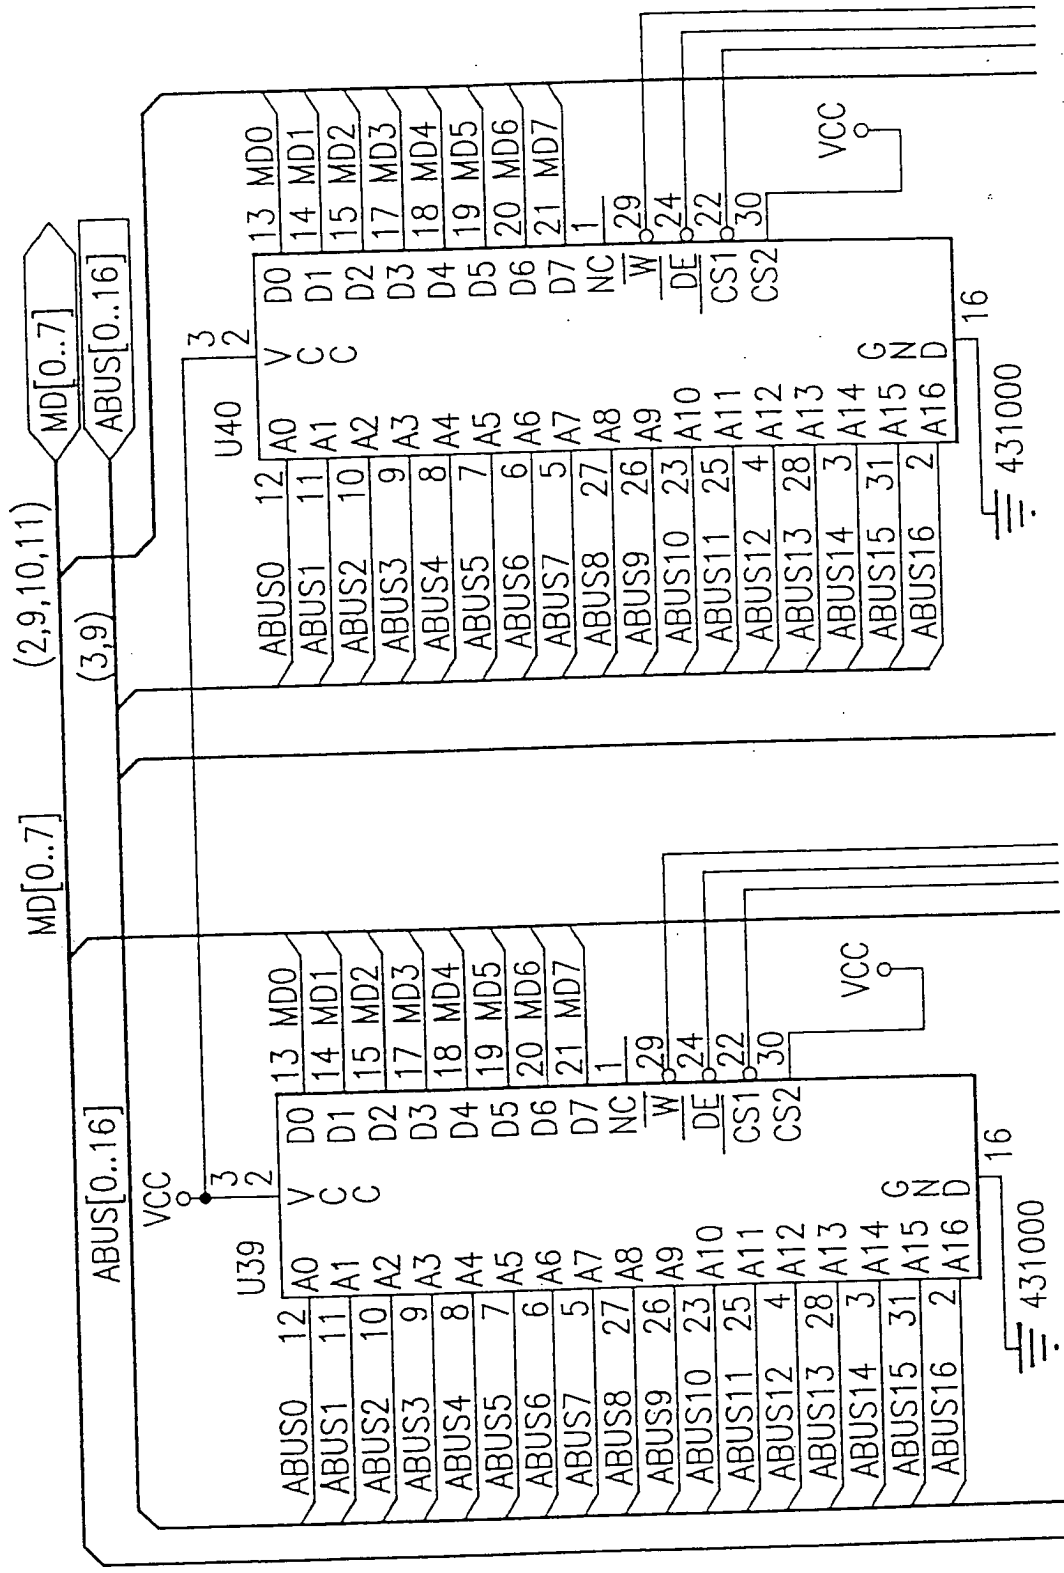 MD[0..7]
(2,9,10,11)
MD[0..7]
ABUS[0..16]
(3,9)
ABUS[0..16]
VCC
3
2
U39
V
C
C
ABUS0 12 A0
ABUS1 11 A1
ABUS2 10 A2
ABUS3 9 A3
ABUS4 8 A4
ABUS5 7 A5
ABUS6 6 A6
ABUS7 5 A7
ABUS8 27 A8
ABUS9 26 A9
ABUS10 23 A10
ABUS11 25 A11
ABUS12 4 A12
ABUS13 28 A13
ABUS14 3 A14
ABUS15 31 A15
ABUS16 2 A16
D0 13 MD0
D1 14 MD1
D2 15 MD2
D3 17 MD3
D4 18 MD4
D5 19 MD5
D6 20 MD6
D7 21 MD7
NC 1
W 29
DE 24
CS1 22
CS2 30
VCC
G
N
D
16
431000
3
2
U40
V
C
C
ABUS0 12 A0
ABUS1 11 A1
ABUS2 10 A2
ABUS3 9 A3
ABUS4 8 A4
ABUS5 7 A5
ABUS6 6 A6
ABUS7 5 A7
ABUS8 27 A8
ABUS9 26 A9
ABUS10 23 A10
ABUS11 25 A11
ABUS12 4 A12
ABUS13 28 A13
ABUS14 3 A14
ABUS15 31 A15
ABUS16 2 A16
D0 13 MD0
D1 14 MD1
D2 15 MD2
D3 17 MD3
D4 18 MD4
D5 19 MD5
D6 20 MD6
D7 21 MD7
NC 1
W 29
DE 24
CS1 22
CS2 30
VCC
G
N
D
16
431000